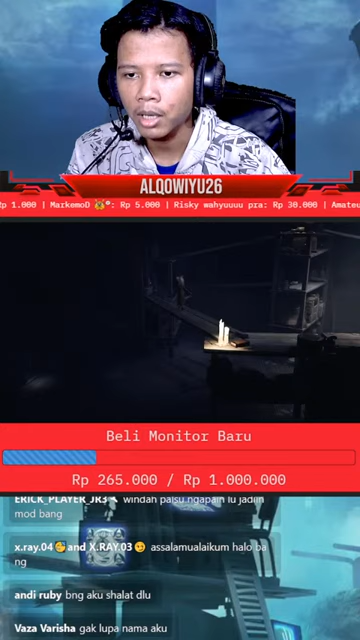 ALQOWIYU26
Rp 1.000 | MarkemoD : Rp 5.000 | Risky wahyuuuu pra: Rp 30.000 | Amateu
Beli Monitor Baru
Rp 265.000 / Rp 1.000.000
ERICK_PLAYER_JR3 windah palsu ngapain lu jadiin
mod bang
x.ray.04 and X.RAY.03 assalamualaikum halo ba
ng
andi ruby bng aku shalat dlu
Vaza Varisha gak lupa nama aku